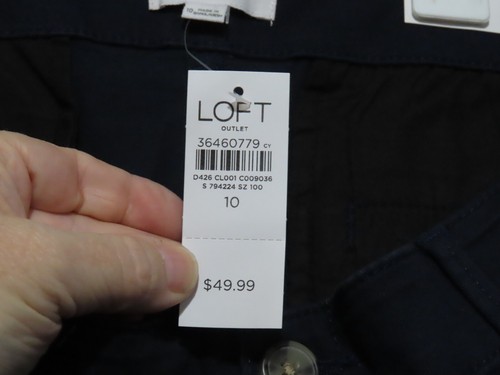 LOFT
OUTLET
36460779 CY
D426 CL001 C009036
S 794224 SZ 100
10
$49.99